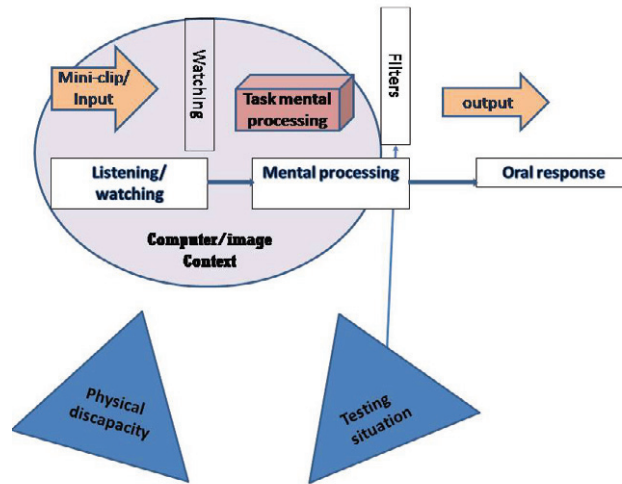 Mini-clip/
Input
Watching
Task mental
processing
Filters
output
Listening/
watching
Mental processing
Oral response
Computer/image
Context
Physical
discapacity
Testing
situation